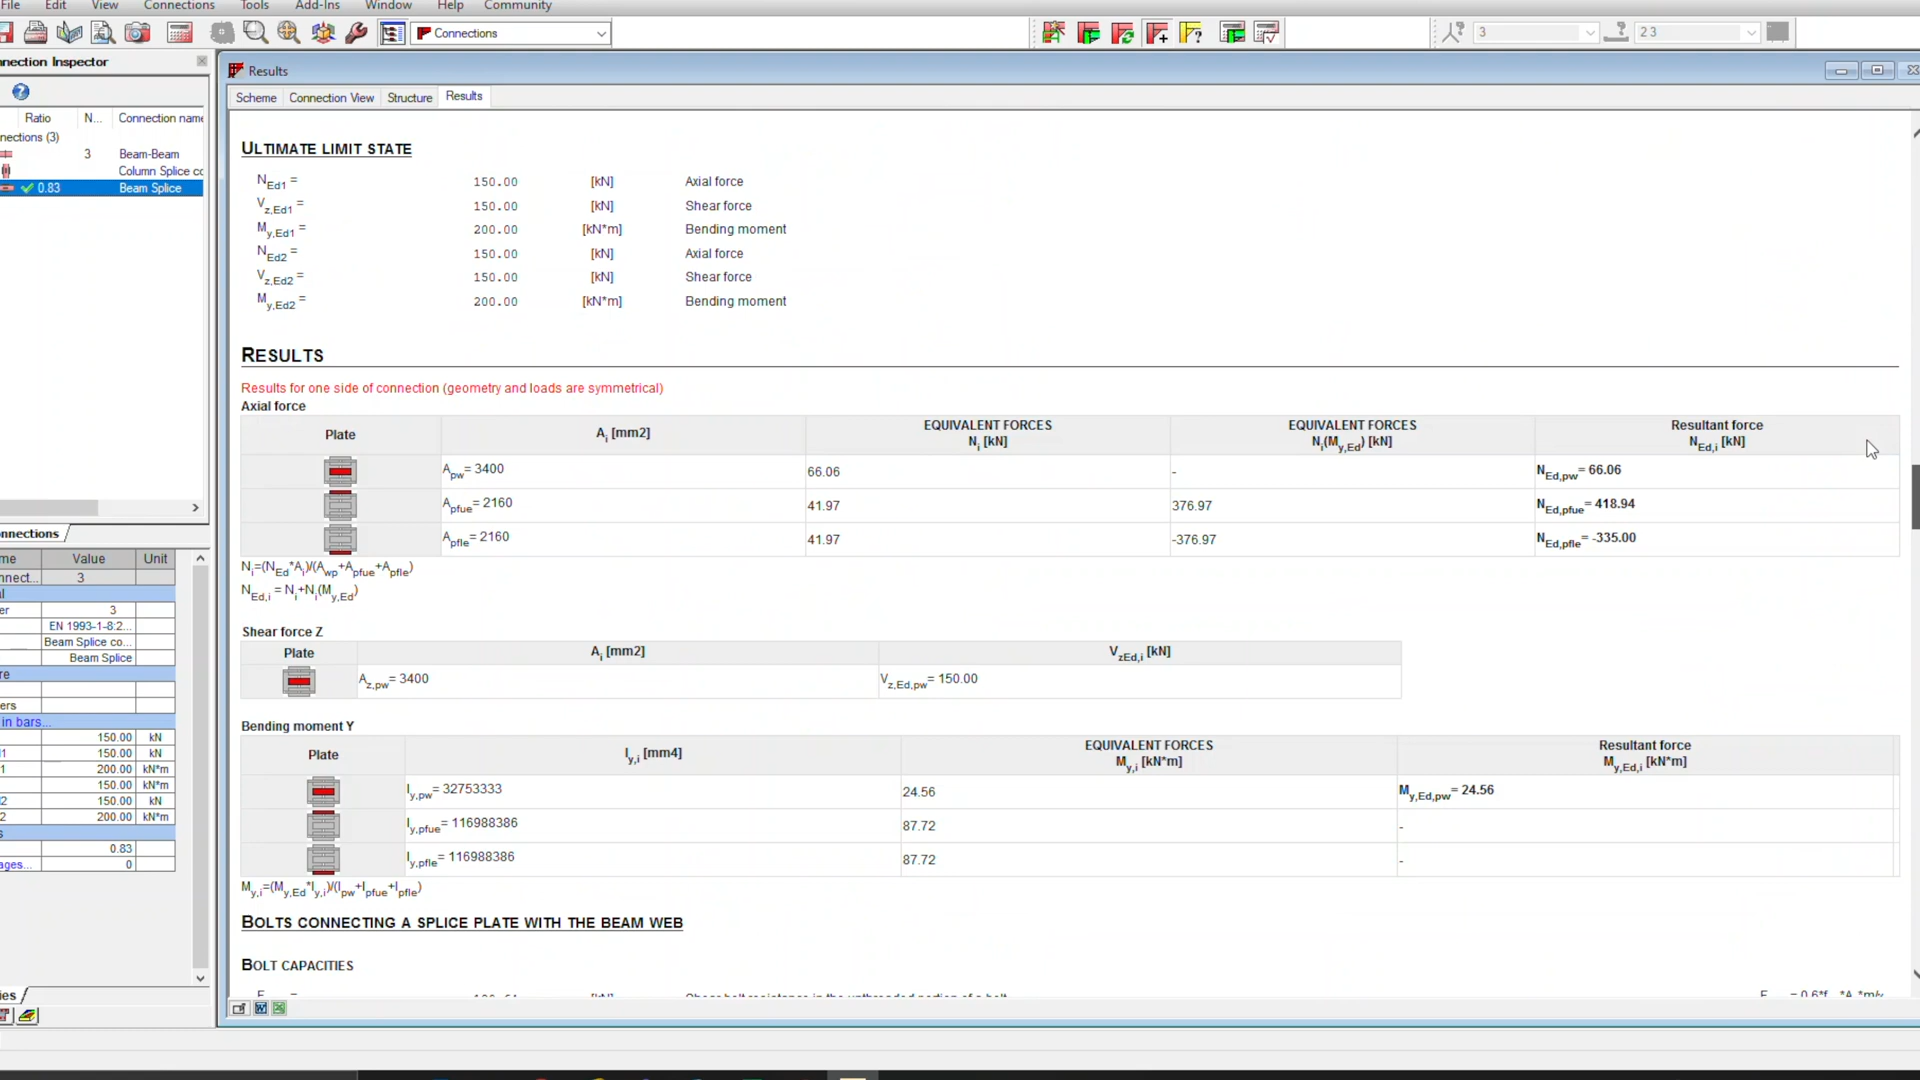 File Edit View Connections Tools Add-Ins Window Help Community
Connections
3
23
nnection Inspector
Results
Scheme Connection View Structure Results
Ratio N... Connection name
nections (3)
3 Beam-Beam
Column Splice co
0.83 Beam Splice
ULTIMATE LIMIT STATE
NEd1 = 150.00 [kN] Axial force
Vz,Ed1 = 150.00 [kN] Shear force
My,Ed1 = 200.00 [kN*m] Bending moment
NEd2 = 150.00 [kN] Axial force
Vz,Ed2 = 150.00 [kN] Shear force
My,Ed2 = 200.00 [kN*m] Bending moment
RESULTS
Results for one side of connection (geometry and loads are symmetrical)
Axial force
Plate Ai [mm2] EQUIVALENT FORCES Ni [kN] EQUIVALENT FORCES Ni(My,Ed) [kN] Resultant force NEd,i [kN]
Apw= 3400 66.06 - NEd,pw= 66.06
Apfue= 2160 41.97 376.97 NEd,pfue= 418.94
Apfle= 2160 41.97 -376.97 NEd,pfle= -335.00
Ni=(NEd*Ai)/(Awp+Apfue+Apfle)
NEd,i = Ni+Ni(My,Ed)
Shear force Z
Plate Ai [mm2] VzEd,i [kN]
Az,pw= 3400 Vz,Ed,pw= 150.00
Bending moment Y
Plate Iy,i [mm4] EQUIVALENT FORCES My,i [kN*m] Resultant force My,Ed,i [kN*m]
Iy,pw= 32753333 24.56 My,Ed,pw= 24.56
Iy,pfue= 116988386 87.72 -
Iy,pfle= 116988386 87.72 -
My,i=(My,Ed*Iy,i)/(Ipw+Ipfue+Ipfle)
BOLTS CONNECTING A SPLICE PLATE WITH THE BEAM WEB
BOLT CAPACITIES
nnections
me Value Unit
nnect... 3
al
er 3
EN 1993-1-8:2...
Beam Splice co...
Beam Splice
re
ers
in bars...
150.00 kN
d1 150.00 kN
1 200.00 kN*m
150.00 kN*m
d2 150.00 kN
2 200.00 kN*m
s
0.83
ages... 0
ies